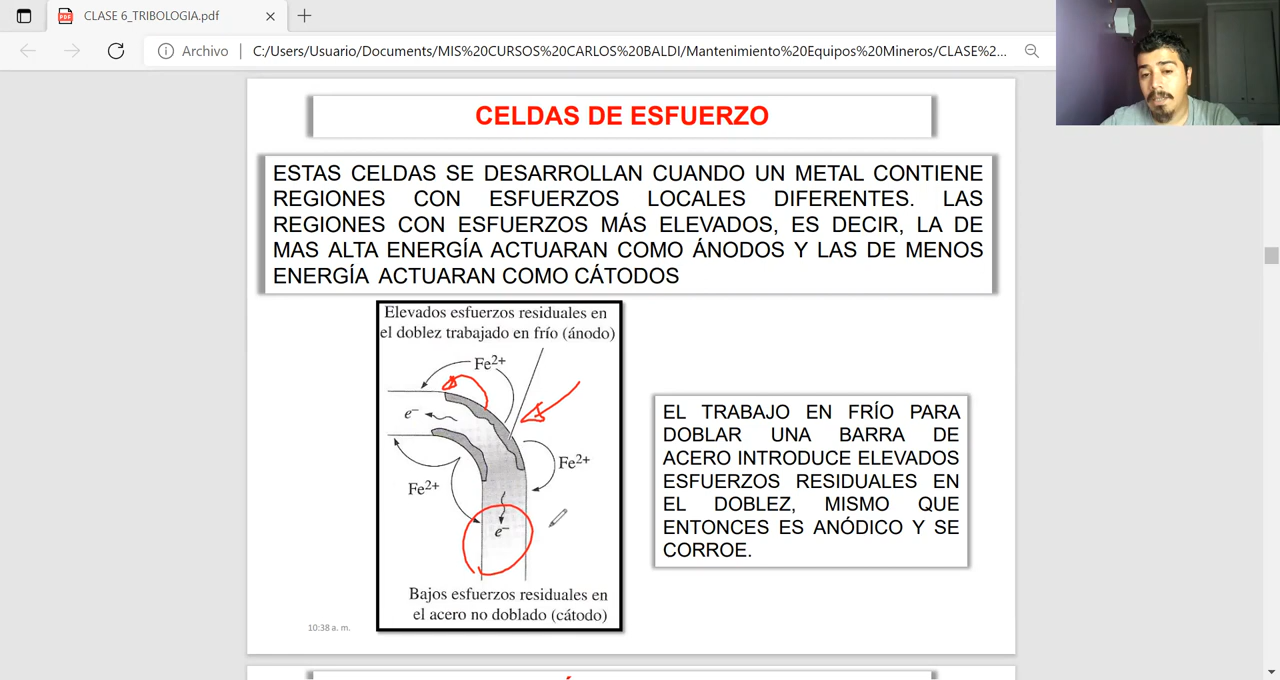 CLASE 6_TRIBOLOGIA.pdf
Archivo
C:/Users/Usuario/Documents/MIS%20CURSOS%20CARLOS%20BALDI/Mantenimiento%20Equipos%20Mineros/CLASE%2...
CELDAS DE ESFUERZO
ESTAS CELDAS SE DESARROLLAN CUANDO UN METAL CONTIENE
REGIONES CON ESFUERZOS LOCALES DIFERENTES. LAS
REGIONES CON ESFUERZOS MÁS ELEVADOS, ES DECIR, LA DE
MAS ALTA ENERGÍA ACTUARAN COMO ÁNODOS Y LAS DE MENOS
ENERGÍA ACTUARAN COMO CÁTODOS
Elevados esfuerzos residuales en
el doblez trabajado en frío (ánodo)
Fe2+
e-
Fe2+
Fe2+
e-
Bajos esfuerzos residuales en
el acero no doblado (cátodo)
EL TRABAJO EN FRÍO PARA
DOBLAR UNA BARRA DE
ACERO INTRODUCE ELEVADOS
ESFUERZOS RESIDUALES EN
EL DOBLEZ, MISMO QUE
ENTONCES ES ANÓDICO Y SE
CORROE.
10:38 a. m.